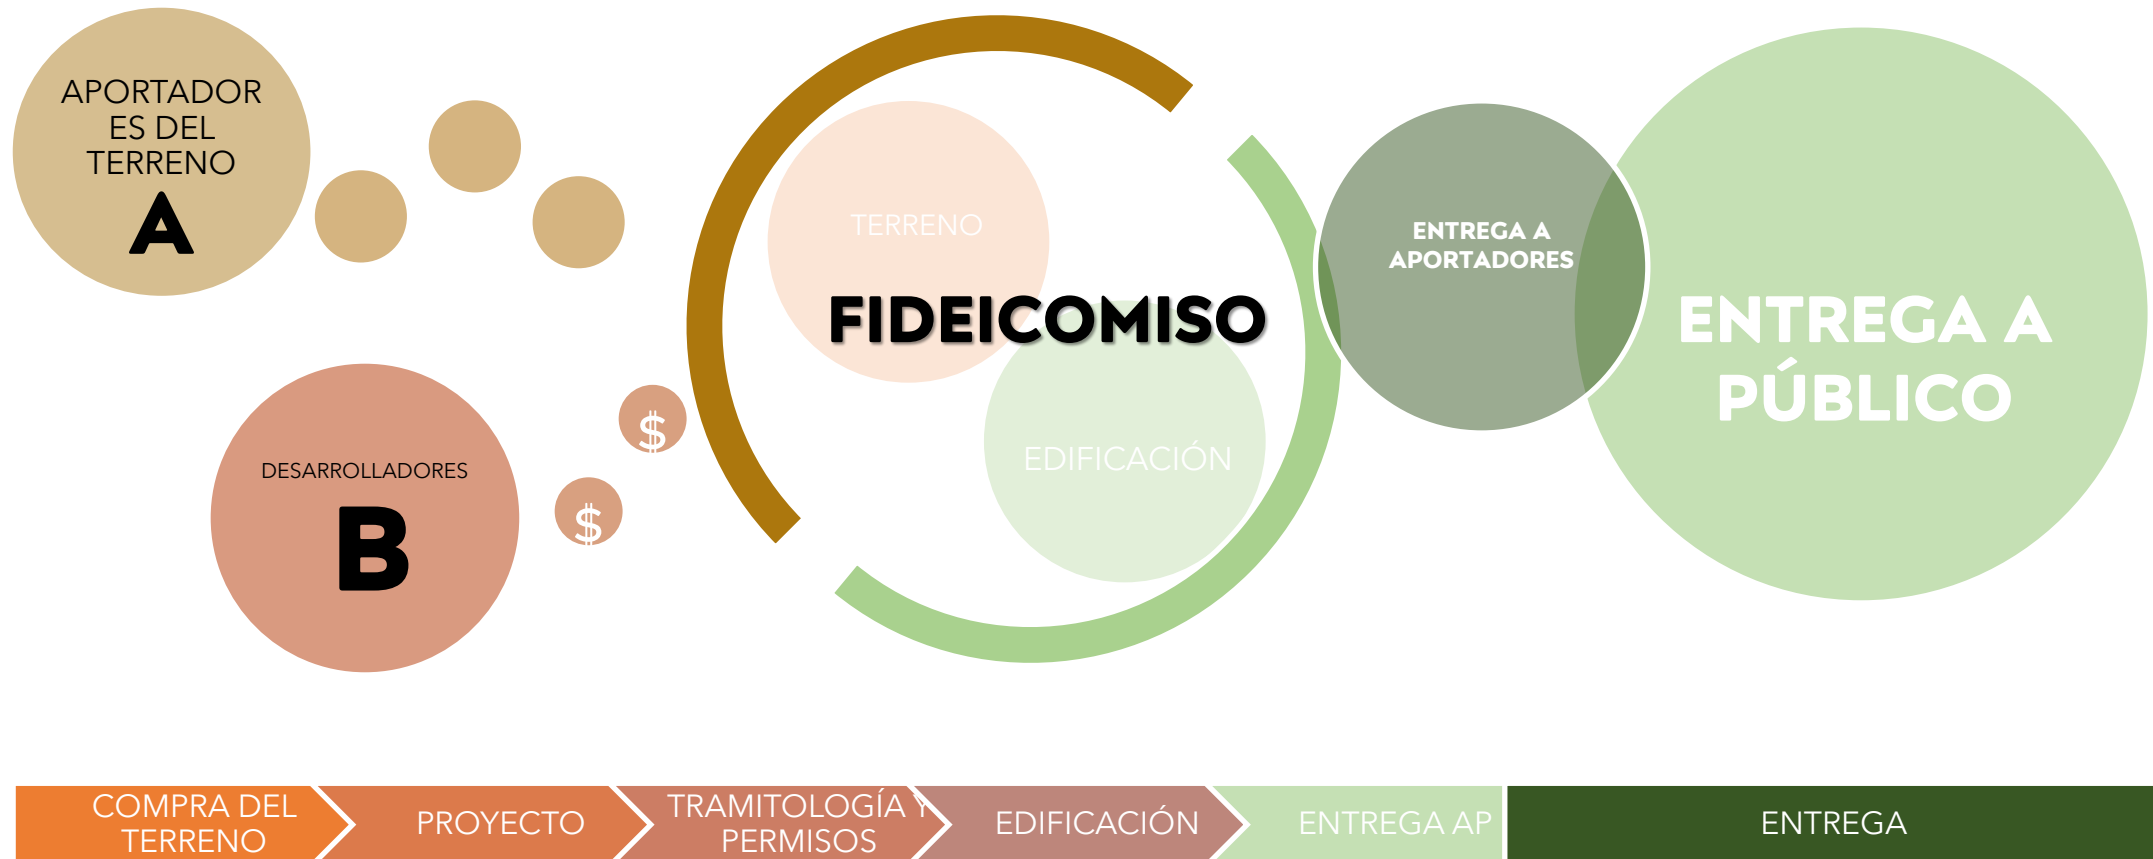 APORTADOR
ES DEL
TERRENO
A
DESARROLLADORES
B
$
$
TERRENO
FIDEICOMISO
EDIFICACIÓN
ENTREGA A
APORTADORES
ENTREGA A
PÚBLICO
COMPRA DEL
TERRENO
PROYECTO
TRAMITOLOGÍA Y
PERMISOS
EDIFICACIÓN
ENTREGA AP
ENTREGA